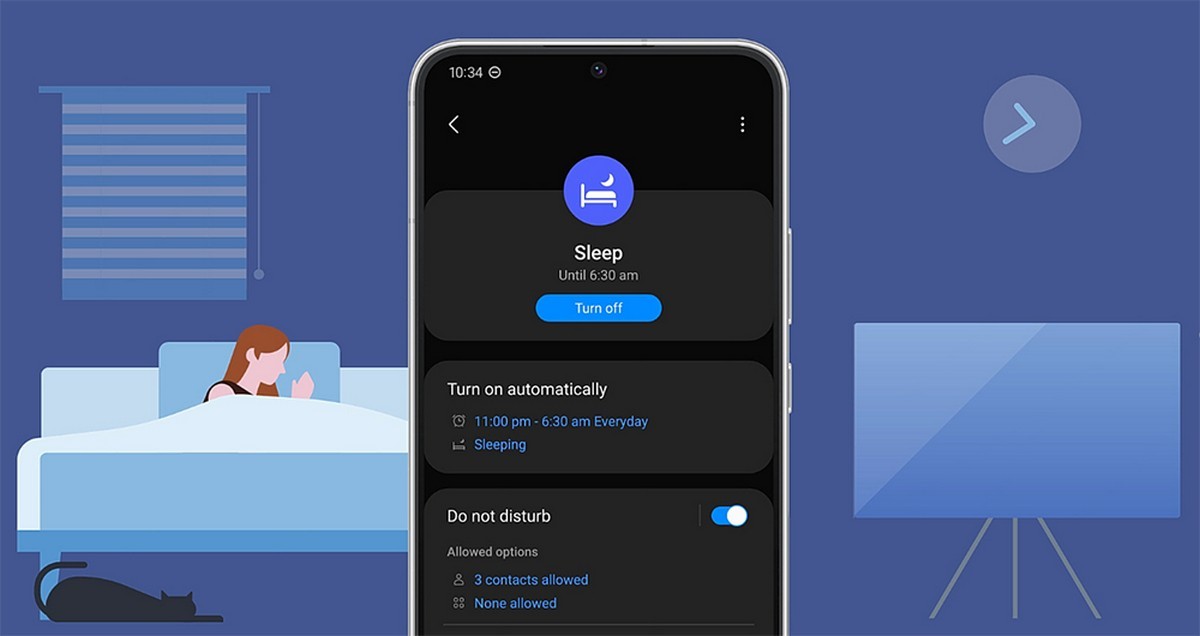 10:34
Sleep
Until 6:30 am
Turn off
Turn on automatically
11:00 pm - 6:30 am Everyday
Sleeping
Do not disturb
Allowed options
3 contacts allowed
None allowed